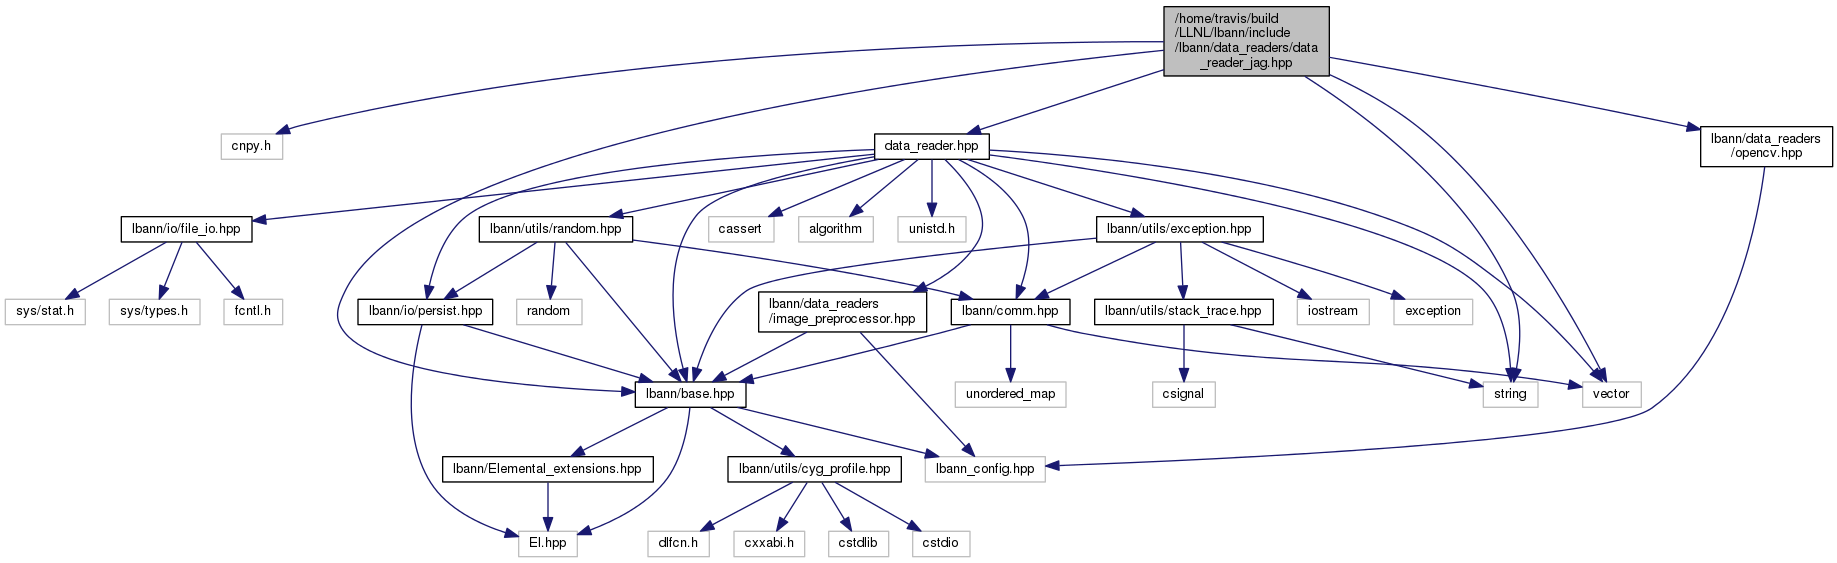 /home/travis/build
/LLNL/lbann/include
/lbann/data_readers/data
_reader_jag.hpp
cnpy.h
data_reader.hpp
lbann/data_readers
/opencv.hpp
lbann/io/file_io.hpp
lbann/utils/random.hpp
cassert
algorithm
unistd.h
lbann/utils/exception.hpp
sys/stat.h
sys/types.h
fcntl.h
lbann/io/persist.hpp
random
lbann/data_readers
/image_preprocessor.hpp
lbann/comm.hpp
lbann/utils/stack_trace.hpp
iostream
exception
lbann/base.hpp
unordered_map
csignal
string
vector
lbann/Elemental_extensions.hpp
lbann/utils/cyg_profile.hpp
lbann_config.hpp
El.hpp
dlfcn.h
cxxabi.h
cstdlib
cstdio